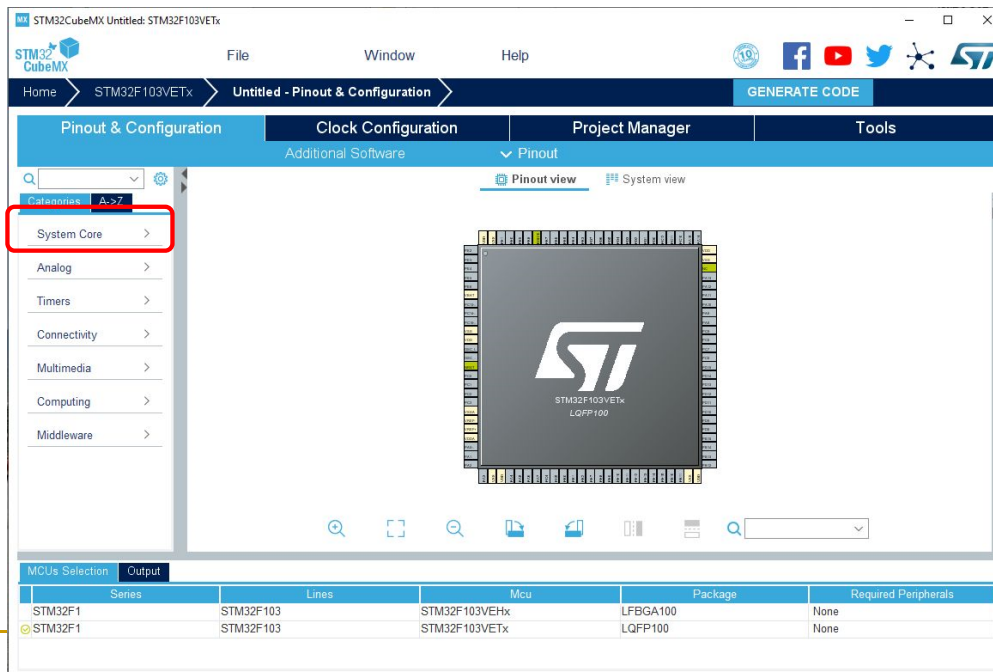 MX STM32CubeMX Untitled: STM32F103VETx
STM32
CubeMX
File Window Help
10
Home STM32F103VETx Untitled - Pinout & Configuration GENERATE CODE
Pinout & Configuration Clock Configuration Project Manager Tools
Additional Software Pinout
Pinout view System view
Categories A->Z
System Core
Analog
Timers
Connectivity
Multimedia
Computing
Middleware
STM32F103VETx
LQFP100
MCUs Selection Output
Series Lines Mcu Package Required Peripherals
STM32F1 STM32F103 STM32F103VEHx LFBGA100 None
STM32F1 STM32F103 STM32F103VETx LQFP100 None